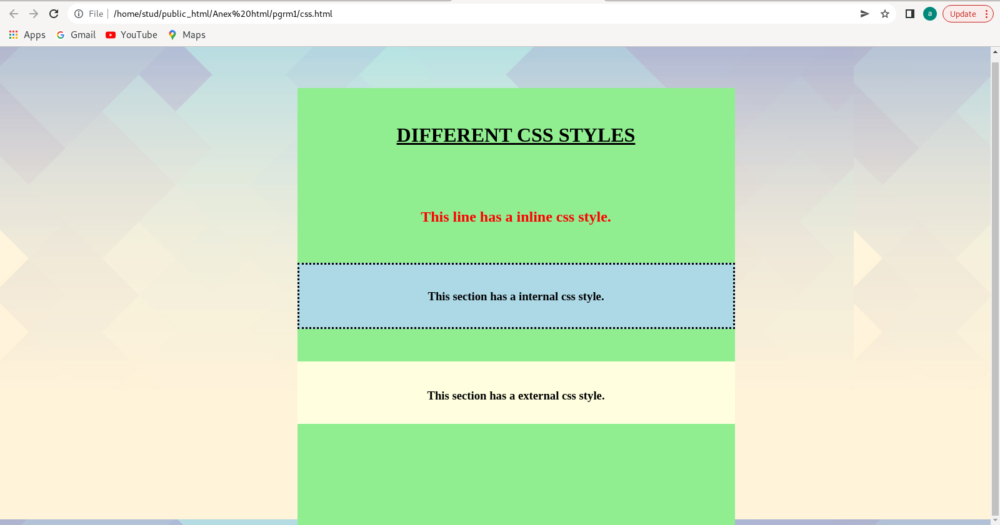 File /home/stud/public_html/Anex%20html/pgrm1/css.html a Update
Apps Gmail YouTube Maps
DIFFERENT CSS STYLES
This line has a inline css style.
This section has a internal css style.
This section has a external css style.